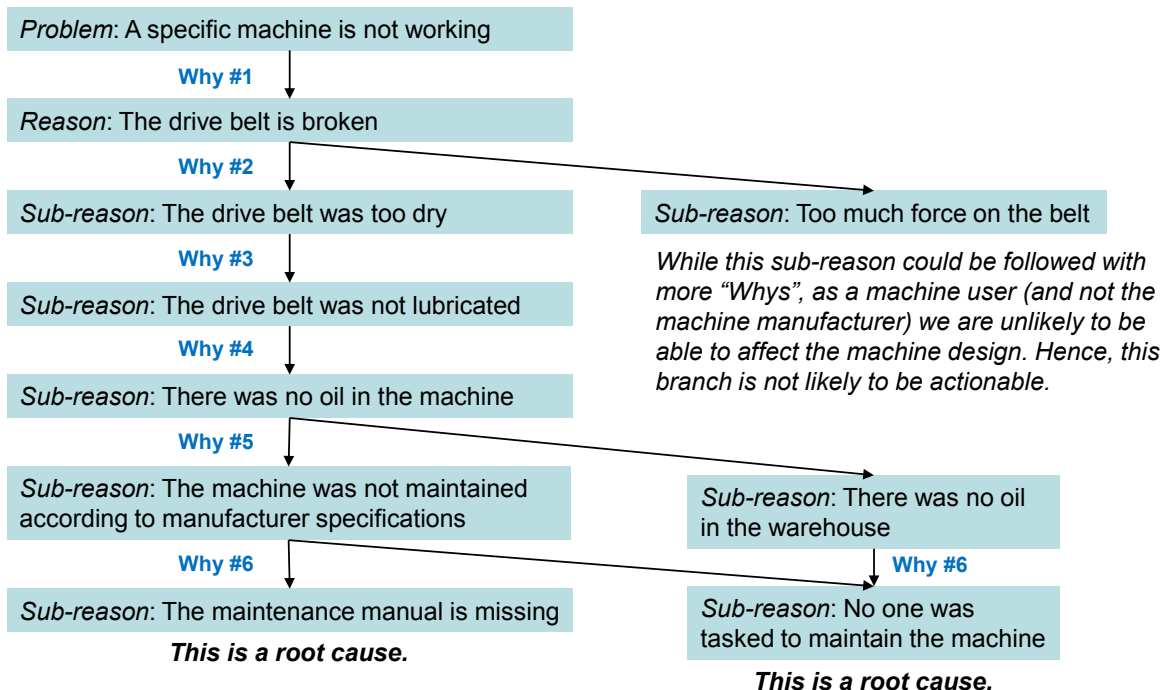 Problem: A specific machine is not working
Why #1
Reason: The drive belt is broken
Why #2
Sub-reason: The drive belt was too dry
Sub-reason: Too much force on the belt
While this sub-reason could be followed with
more “Whys”, as a machine user (and not the
machine manufacturer) we are unlikely to be
able to affect the machine design. Hence, this
branch is not likely to be actionable.
Why #3
Sub-reason: The drive belt was not lubricated
Why #4
Sub-reason: There was no oil in the machine
Why #5
Sub-reason: The machine was not maintained
according to manufacturer specifications
Sub-reason: There was no oil
in the warehouse
Why #6
Why #6
Sub-reason: The maintenance manual is missing
This is a root cause.
Sub-reason: No one was
tasked to maintain the machine
This is a root cause.